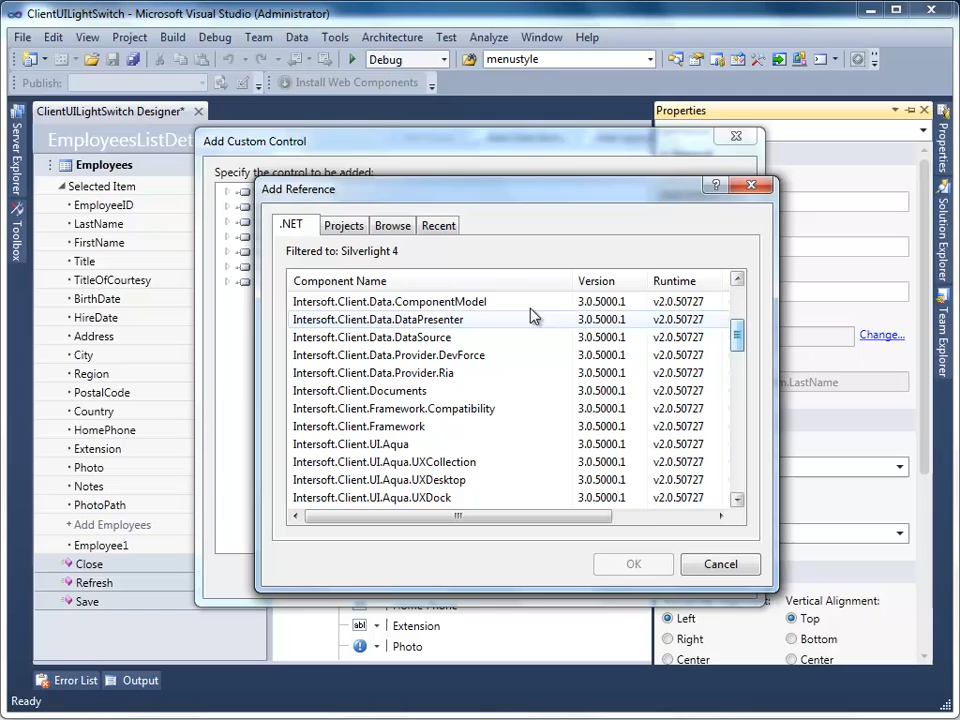 ClientUILightSwitch - Microsoft Visual Studio (Administrator)
File Edit View Project Build Debug Team Data Tools Architecture Test Analyze Window Help
Debug menustyle
Publish: Install Web Components
Server Explorer
Toolbox
ClientUILightSwitch Designer*
EmployeesListDet
Employees
Selected Item
EmployeeID
LastName
FirstName
Title
TitleOfCourtesy
BirthDate
HireDate
Address
City
Region
PostalCode
Country
HomePhone
Extension
Photo
Notes
PhotoPath
+ Add Employees
Employee1
Close
Refresh
Save
Add Custom Control
Specify the control to be added:
Add Reference
.NET Projects Browse Recent
Filtered to: Silverlight 4
Component Name Version Runtime
Intersoft.Client.Data.ComponentModel 3.0.5000.1 v2.0.50727
Intersoft.Client.Data.DataPresenter 3.0.5000.1 v2.0.50727
Intersoft.Client.Data.DataSource 3.0.5000.1 v2.0.50727
Intersoft.Client.Data.Provider.DevForce 3.0.5000.1 v2.0.50727
Intersoft.Client.Data.Provider.Ria 3.0.5000.1 v2.0.50727
Intersoft.Client.Documents 3.0.5000.1 v2.0.50727
Intersoft.Client.Framework.Compatibility 3.0.5000.1 v2.0.50727
Intersoft.Client.Framework 3.0.5000.1 v2.0.50727
Intersoft.Client.UI.Aqua 3.0.5000.1 v2.0.50727
Intersoft.Client.UI.Aqua.UXCollection 3.0.5000.1 v2.0.50727
Intersoft.Client.UI.Aqua.UXDesktop 3.0.5000.1 v2.0.50727
Intersoft.Client.UI.Aqua.UXDock 3.0.5000.1 v2.0.50727
OK Cancel
Extension
Photo
Properties
Change...
m.LastName
Vertical Alignment:
Left Top
Right Bottom
Center Center
Properties
Solution Explorer
Team Explorer
Error List Output
Ready